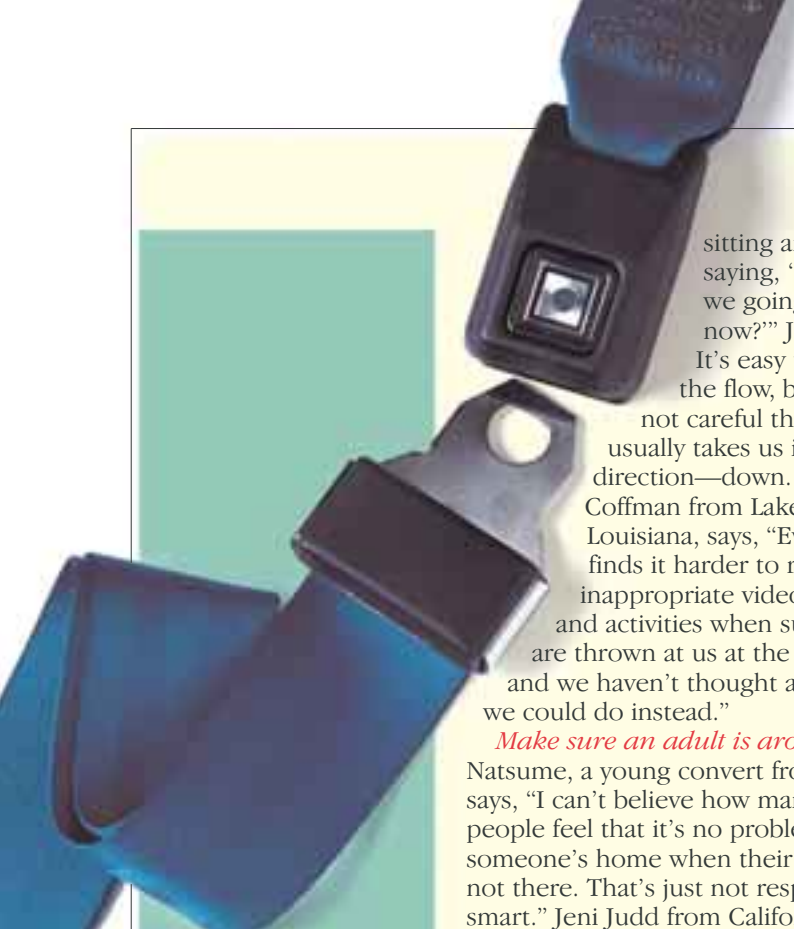 sitting a
saying, ‘
we going
now?’” J
It’s easy
the flow, b
not careful th
usually takes us i
direction—down.
Coffman from Lake
Louisiana, says, “Ev
finds it harder to r
inappropriate video
and activities when su
are thrown at us at the
and we haven’t thought a
we could do instead.”
Make sure an adult is aro
Natsume, a young convert fro
says, “I can’t believe how mar
people feel that it’s no proble
someone’s home when their
not there. That’s just not resp
smart.” Jeni Judd from Califo